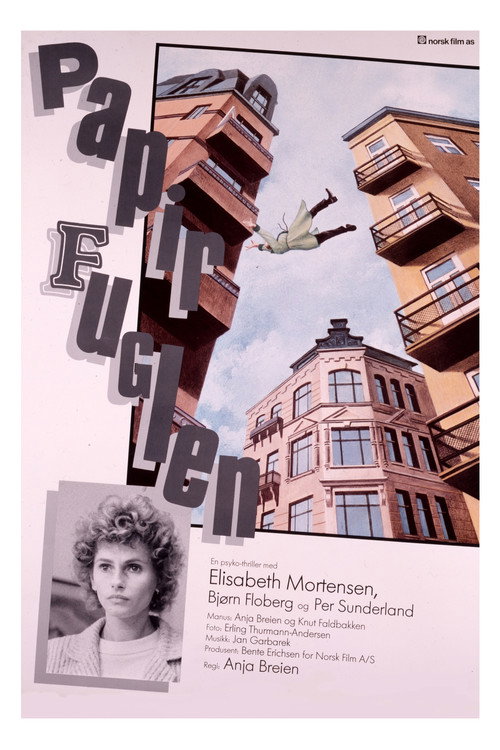 norsk film as
Papir
Fuglen
En psyko-thriller med
Elisabeth Mortensen,
Bjørn Floberg og Per Sunderland
Manus: Anja Breien og Knut Faldbakken
Foto: Erling Thurmann-Andersen
Musikk: Jan Garbarek
Produsent: Bente Erichsen for Norsk Film A/S
Regi: Anja Breien